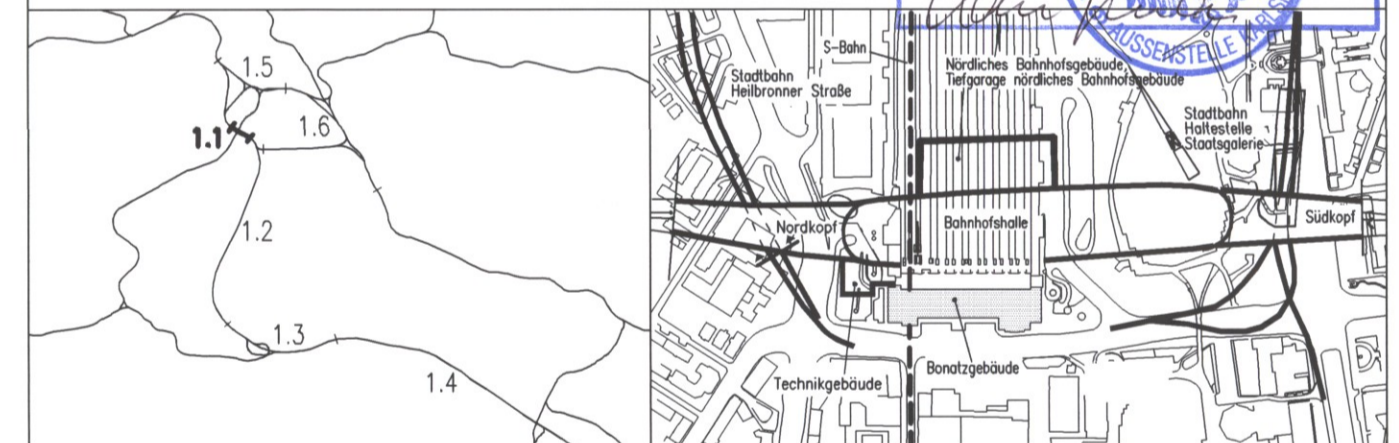 1.5
1.1
1.6
1.2
1.3
1.4
S-Bahn
Stadtbahn
Heilbronner Straße
Nördliches Bahnhofsgebäude,
Tiefgarage nördliches Bahnhofsgebäude
AUSSENSTELLE KARLS
Stadtbahn
Haltestelle
Staatsgalerie
Nordkopf
Bahnhofshalle
Südkopf
Technikgebäude
Bonatzgebäude